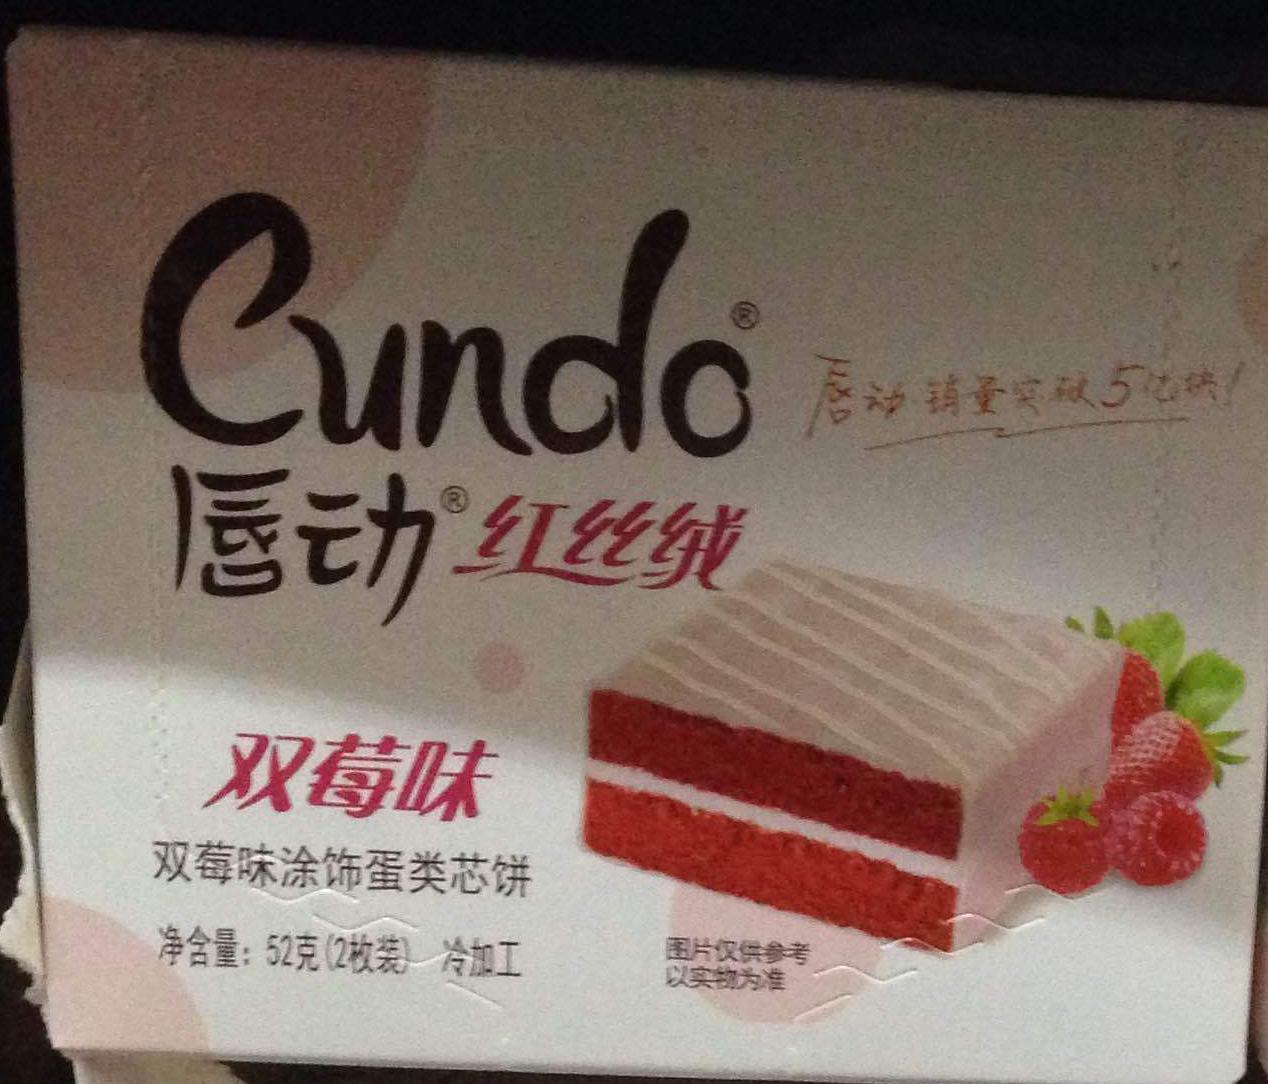 Cundo®
唇动销量突破5亿块!
唇动®红丝绒
双莓味
双莓味涂饰蛋类芯饼
净含量：52克(2枚装) 冷加工
图片仅供参考
以实物为准